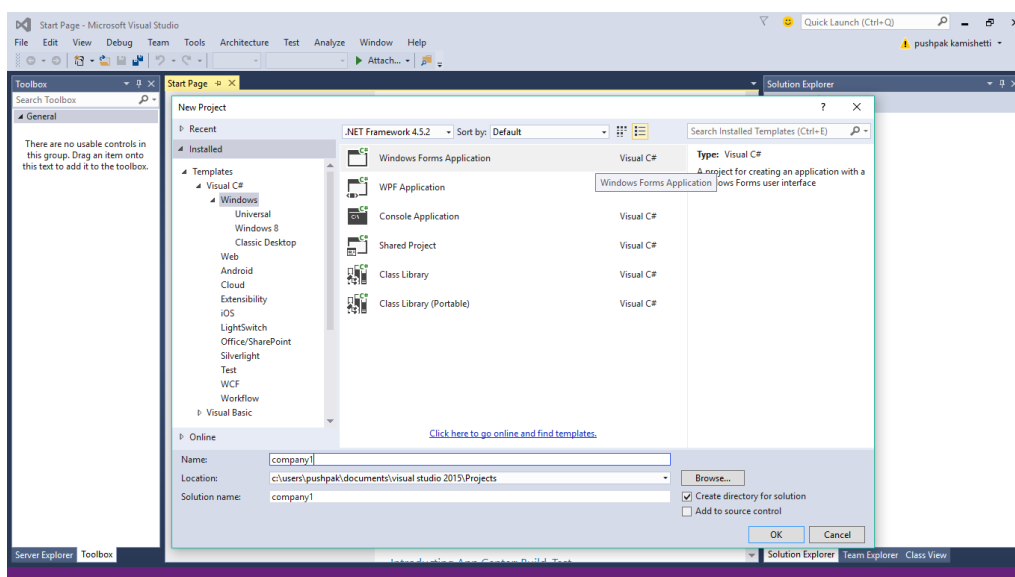 Start Page - Microsoft Visual Studio
Quick Launch (Ctrl+Q)
File Edit View Debug Team Tools Architecture Test Analyze Window Help
pushpak kamishetti
Attach...
Toolbox
Start Page
Solution Explorer
Search Toolbox
General
There are no usable controls in
this group. Drag an item onto
this text to add it to the toolbox.
New Project
? 
Recent
.NET Framework 4.5.2
Sort by: Default
Search Installed Templates (Ctrl+E)
Installed
Templates
Visual C#
Windows
Universal
Windows 8
Classic Desktop
Web
Android
Cloud
Extensibility
iOS
LightSwitch
Office/SharePoint
Silverlight
Test
WCF
Workflow
Visual Basic
Online
Windows Forms Application Visual C#
WPF Application
Console Application Visual C#
Shared Project Visual C#
Class Library Visual C#
Class Library (Portable) Visual C#
Windows Forms Application
Click here to go online and find templates.
Type: Visual C#
A project for creating an application with a
Forms user interface
Name: company1
Location: c:\users\pushpak\documents\visual studio 2015\Projects
Browse...
Solution name: company1
Create directory for solution
Add to source control
OK Cancel
Server Explorer Toolbox
Solution Explorer Team Explorer Class View